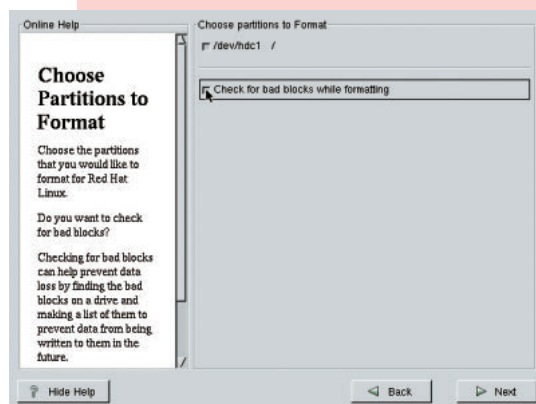 Online Help
Choose
Partitions to
Format
Choose the partitions
that you would like to
format for Red Hat
Linux.
Do you want to check
for bad blocks?
Checking for bad blocks
can help prevent data
loss by finding the bad
blocks on a drive and
making a list of them to
prevent data from being
written to them in the
future.
Choose partitions to Format
/dev/hdc1 /
Check for bad blocks while formatting
? Hide Help
Back
Next